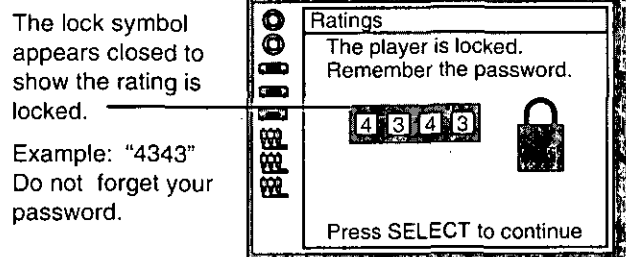 The lock symbol
appears closed to
show the rating is
locked.
Example: "4343"
Do not forget your
password.
Ratings
The player is locked.
Remember the password.
4 3 4 3
Press SELECT to continue